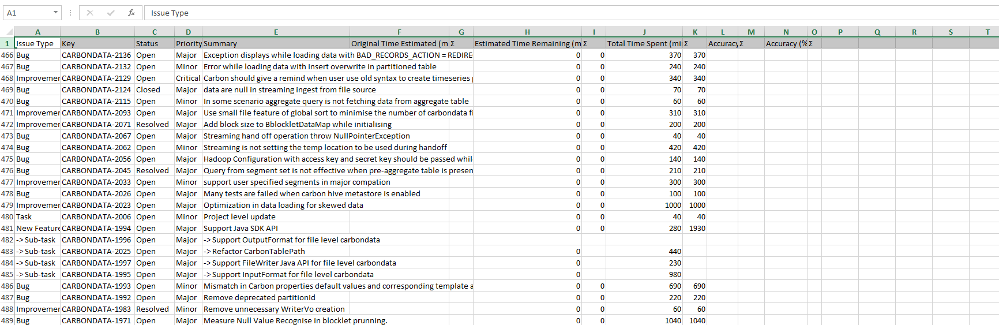 A1 fx Issue Type
A B C D E F G H I J K L M N O P Q R S T
1 Issue Type Key Status Priority Summary Original Time Estimated (m Σ Estimated Time Remaining (m Σ Total Time Spent (mi Σ Accuracy Σ Accuracy (% Σ
466 Bug CARBONDATA-2136 Open Major Exception displays while loading data with BAD_RECORDS_ACTION = REDIRE 0 0 370 370
467 Bug CARBONDATA-2132 Open Minor Error while loading data with insert overwrite in partitioned table 0 0 240 240
468 Improvemen CARBONDATA-2129 Open Critical Carbon should give a remind when user use old syntax to create timeseries 0 0 340 340
469 Bug CARBONDATA-2124 Closed Major data are null in streaming ingest from file source 0 0 70 70
470 Bug CARBONDATA-2115 Open Minor In some scenario aggregate query is not fetching data from aggregate table 0 0 60 60
471 Improvemen CARBONDATA-2093 Open Major Use small file feature of global sort to minimise the number of carbondata fi 0 0 310 310
472 Improvemen CARBONDATA-2071 Resolved Major Add block size to BblockletDataMap while initialising 0 0 200 200
473 Bug CARBONDATA-2067 Open Major Streaming hand off operation throw NullPointerException 0 0 40 40
474 Bug CARBONDATA-2062 Open Minor Streaming is not setting the temp location to be used during handoff 0 0 420 420
475 Bug CARBONDATA-2056 Open Major Hadoop Configuration with access key and secret key should be passed whil 0 0 140 140
476 Bug CARBONDATA-2045 Resolved Major Query from segment set is not effective when pre-aggregate table is presen 0 0 210 210
477 Improvemen CARBONDATA-2033 Open Minor support user specified segments in major compation 0 0 300 300
478 Bug CARBONDATA-2026 Open Major Many tests are failed when carbon hive metastore is enabled 0 0 100 100
479 Improvemen CARBONDATA-2023 Open Major Optimization in data loading for skewed data 0 0 1000 1000
480 Task CARBONDATA-2006 Open Minor Project level update 0 0 40 40
481 New Feature CARBONDATA-1994 Open Major Support Java SDK API 0 0 280 1930
482 -> Sub-task CARBONDATA-1996 Open Major -> Support OutputFormat for file level carbondata
483 -> Sub-task CARBONDATA-2025 Open Major -> Refactor CarbonTablePath 0 440
484 -> Sub-task CARBONDATA-1997 Open Major -> Support FileWriter Java API for file level carbondata 0 230
485 -> Sub-task CARBONDATA-1995 Open Major -> Support InputFormat for file level carbondata 0 980
486 Bug CARBONDATA-1993 Open Minor Mismatch in Carbon properties default values and corresponding template a 0 0 690 690
487 Bug CARBONDATA-1992 Open Major Remove deprecated partitionId 0 0 220 220
488 Improvemen CARBONDATA-1983 Resolved Minor Remove unnecessary WriterVo creation 0 0 60 60
489 Bug CARBONDATA-1971 Open Major Measure Null Value Recognise in blocklet prunning. 0 0 1040 1040